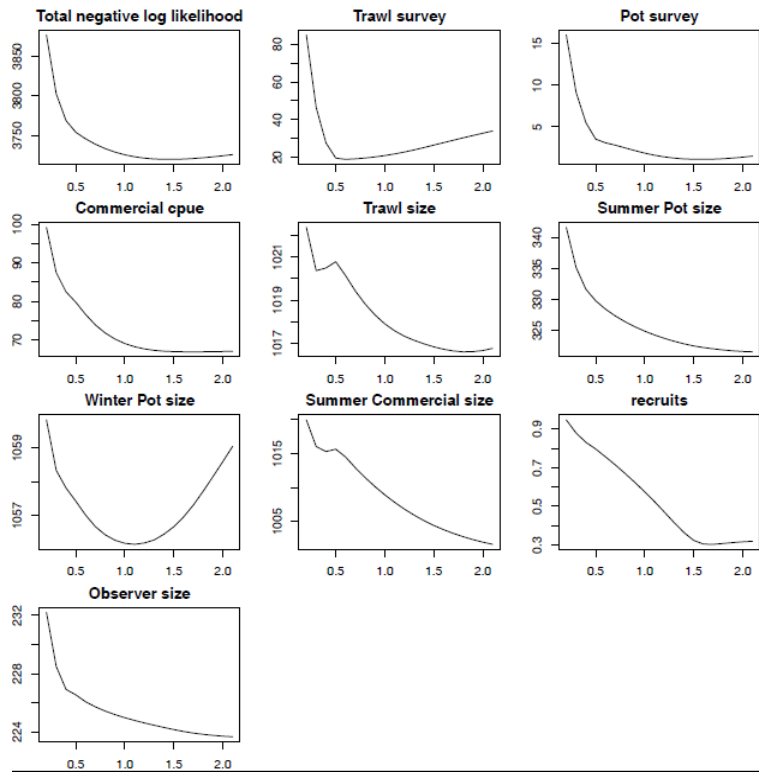 Total negative log likelihood
Trawl survey
Pot survey
3850
3800
3750
80
60
40
20
15
5
0.5 1.0 1.5 2.0
0.5 1.0 1.5 2.0
0.5 1.0 1.5 2.0
Commercial cpue
Trawl size
Summer Pot size
100
90
80
70
1021
1019
1017
340
335
330
325
0.5 1.0 1.5 2.0
0.5 1.0 1.5 2.0
0.5 1.0 1.5 2.0
Winter Pot size
Summer Commercial size
recruits
1059
1057
1015
1005
0.9
0.7
0.5
0.3
0.5 1.0 1.5 2.0
0.5 1.0 1.5 2.0
0.5 1.0 1.5 2.0
Observer size
232
228
224
0.5 1.0 1.5 2.0